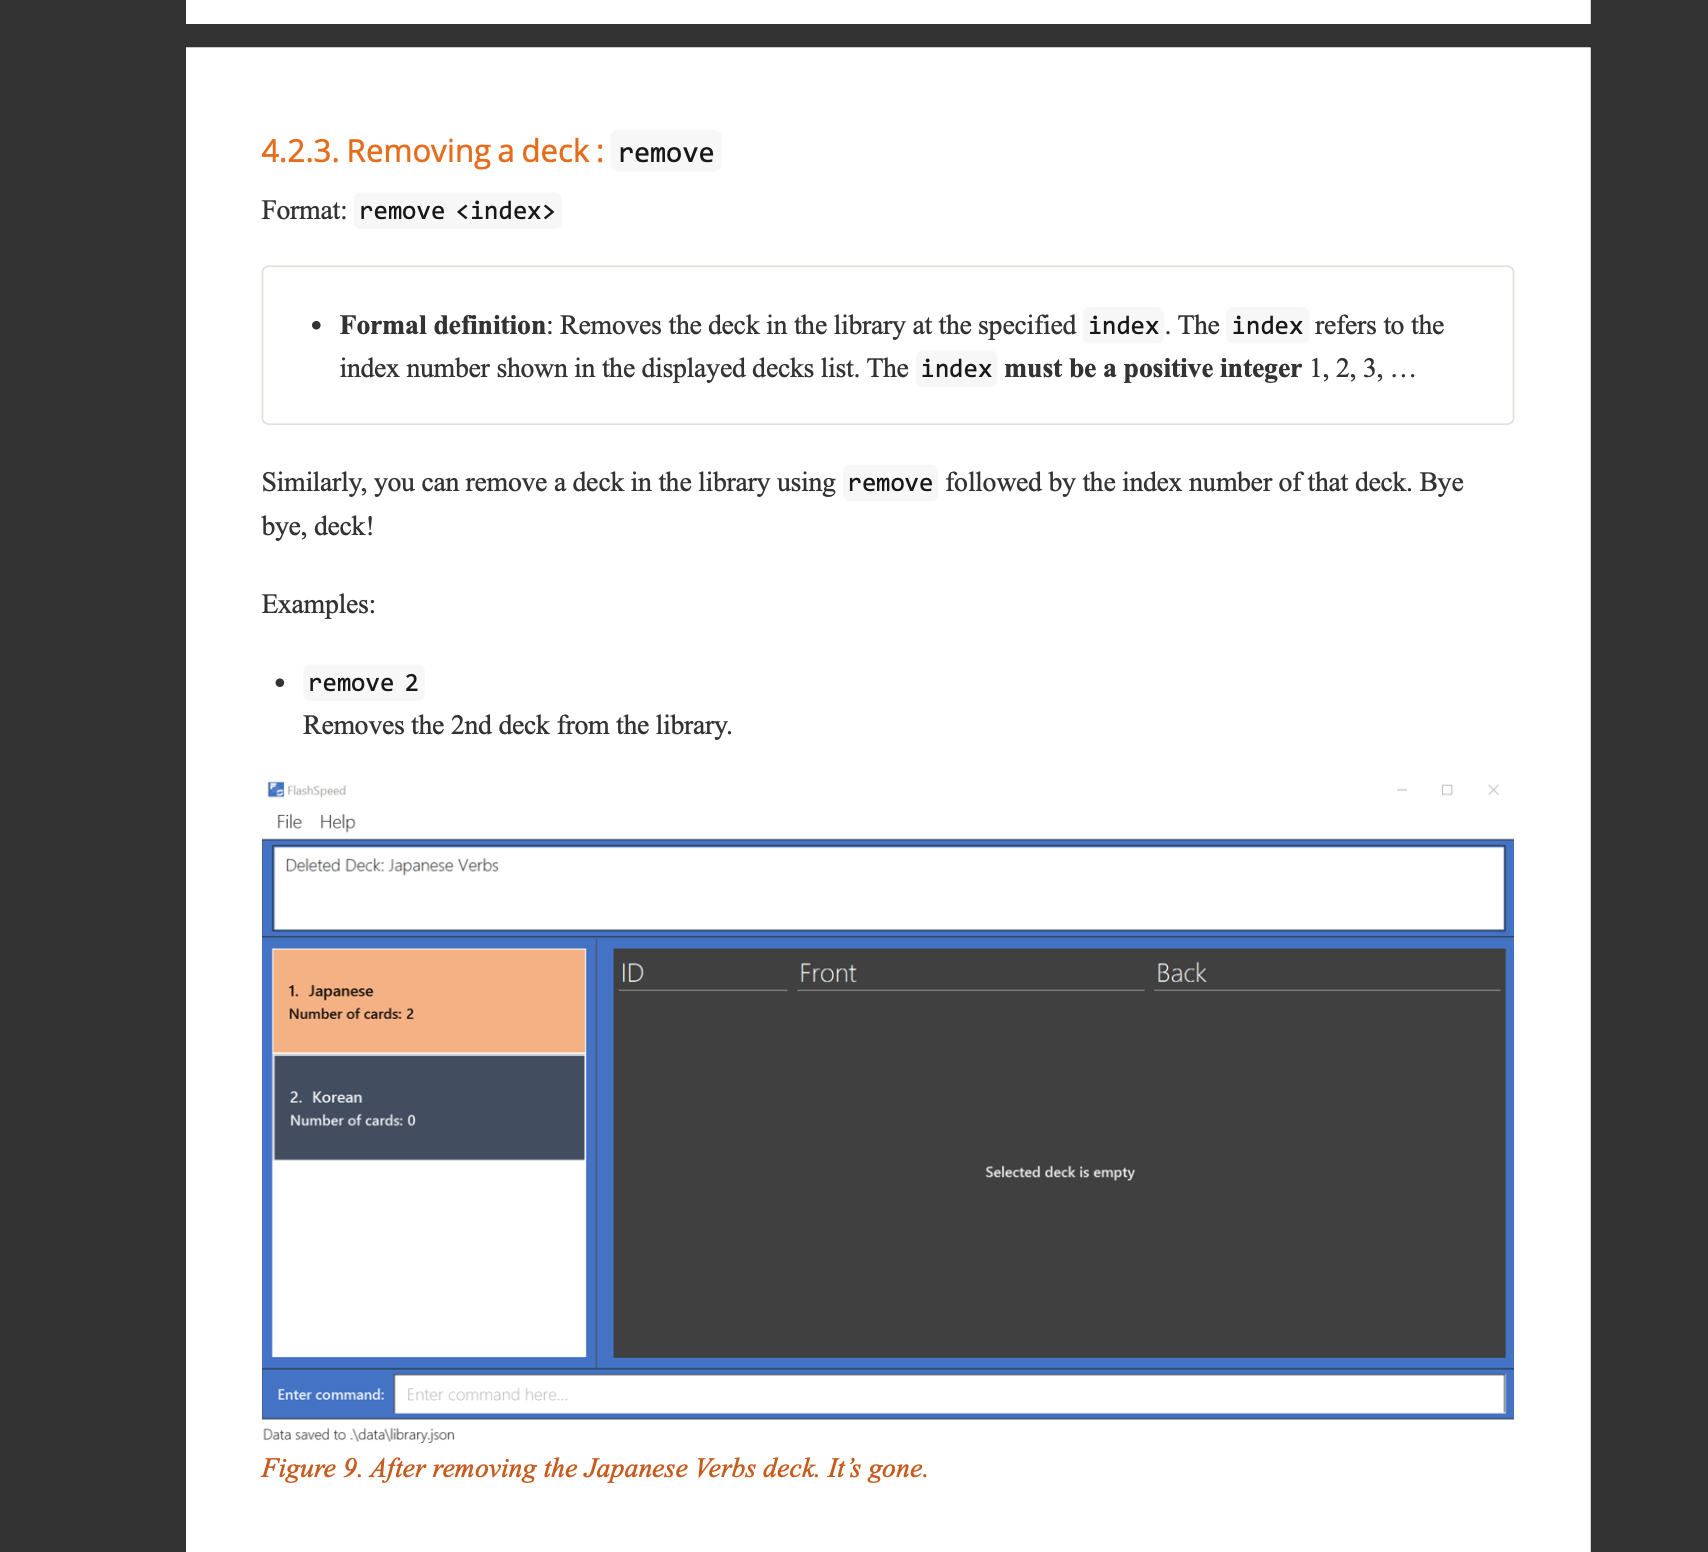 4.2.3. Removing a deck : remove
Format: remove <index>
• Formal definition: Removes the deck in the library at the specified index. The index refers to the
index number shown in the displayed decks list. The index must be a positive integer 1, 2, 3, …
Similarly, you can remove a deck in the library using remove followed by the index number of that deck. Bye
bye, deck!
Examples:
• remove 2
Removes the 2nd deck from the library.
FlashSpeed
File Help
Deleted Deck: Japanese Verbs
1. Japanese
Number of cards: 2
2. Korean
Number of cards: 0
ID Front Back
Selected deck is empty
Enter command: Enter command here...
Data saved to .\data\library.json
Figure 9. After removing the Japanese Verbs deck. It’s gone.